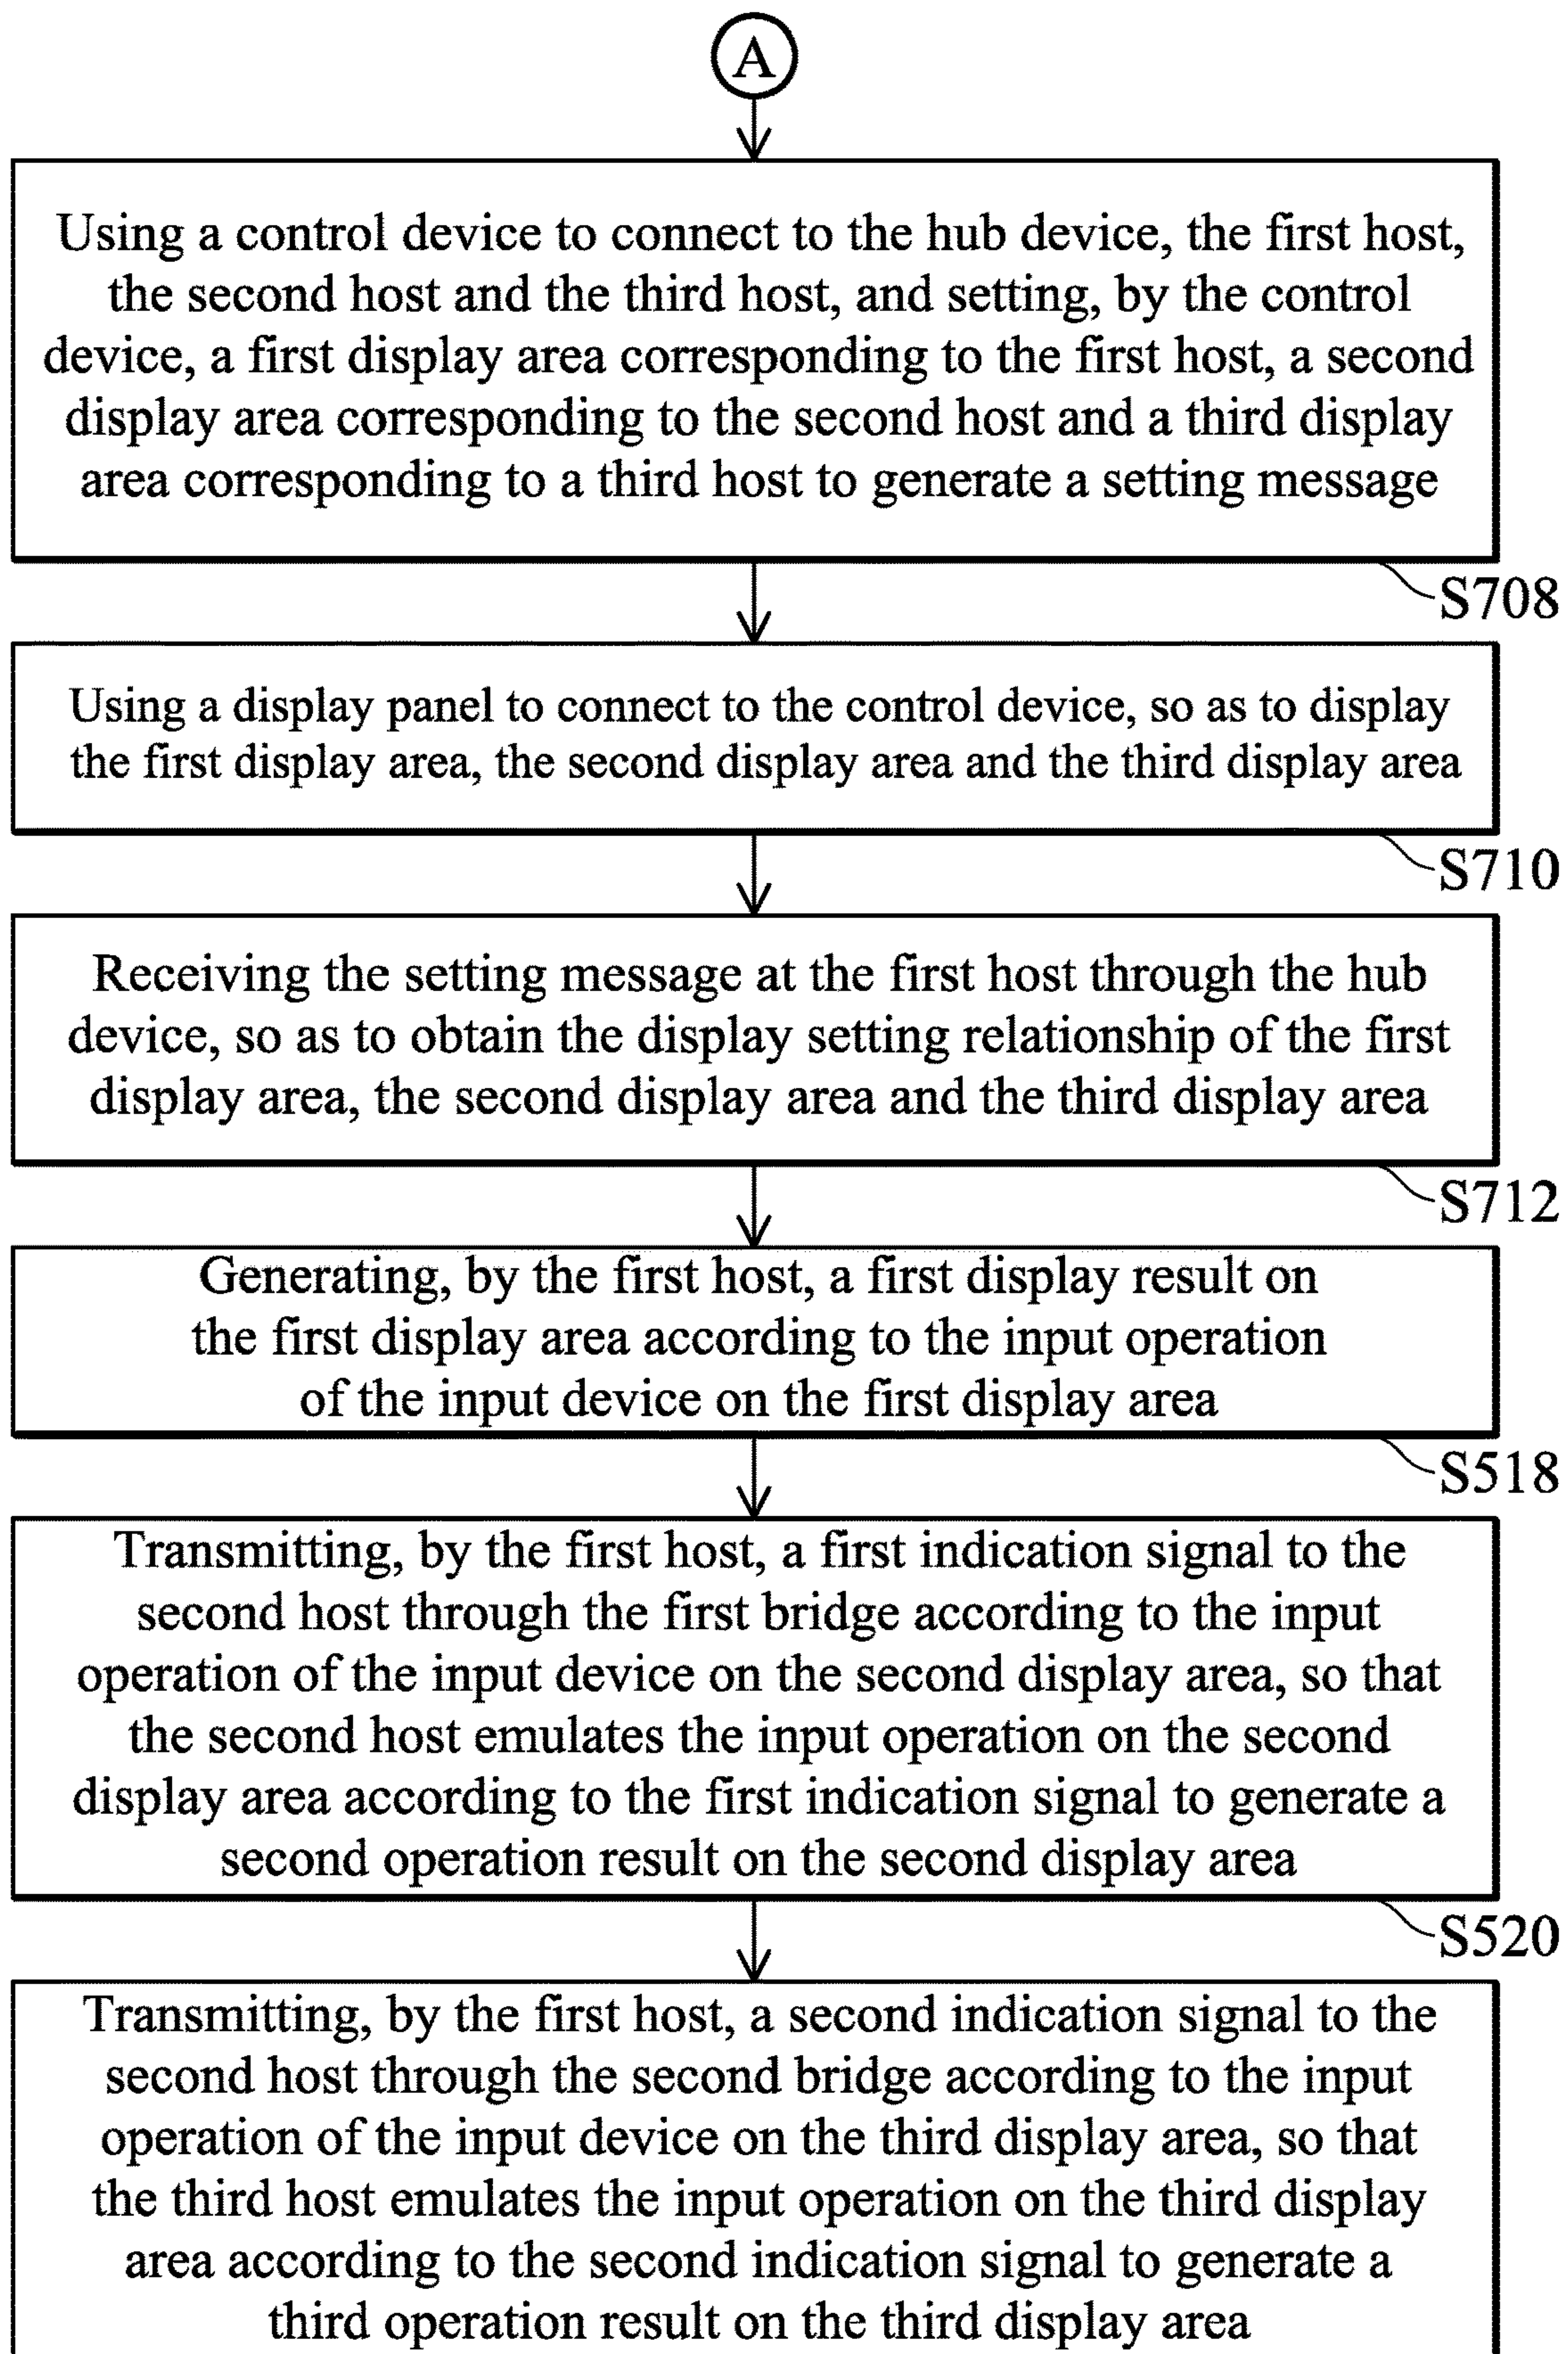 A
Using a control device to connect to the hub device, the first host,
the second host and the third host, and setting, by the control
device, a first display area corresponding to the first host, a second
display area corresponding to the second host and a third display
area corresponding to a third host to generate a setting message
S708
Using a display panel to connect to the control device, so as to display
the first display area, the second display area and the third display area
S710
Receiving the setting message at the first host through the hub
device, so as to obtain the display setting relationship of the first
display area, the second display area and the third display area
S712
Generating, by the first host, a first display result on
the first display area according to the input operation
of the input device on the first display area
S518
Transmitting, by the first host, a first indication signal to the
second host through the first bridge according to the input
operation of the input device on the second display area, so that
the second host emulates the input operation on the second
display area according to the first indication signal to generate a
second operation result on the second display area
S520
Transmitting, by the first host, a second indication signal to the
second host through the second bridge according to the input
operation of the input device on the third display area, so that
the third host emulates the input operation on the third display
area according to the second indication signal to generate a
third operation result on the third display area